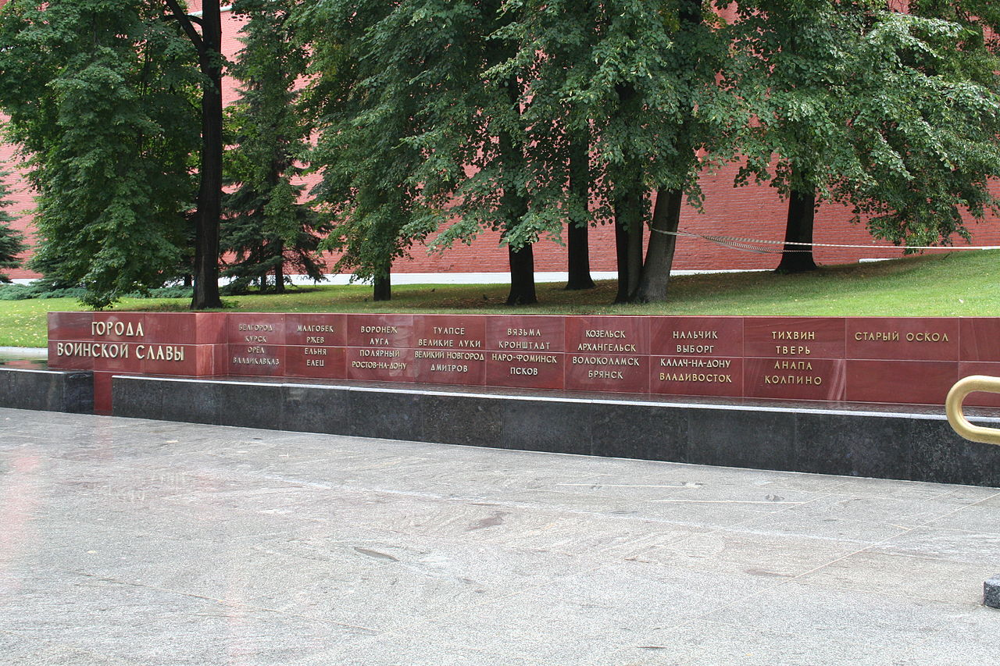 ГОРОДА
ВОИНСКОЙ СЛАВЫ
БЕЛГОРОД
КУРСК
ОРЁЛ
ВЛАДИКАВКАЗ
МАЛГОБЕК
РЖЕВ
ЕЛЬНЯ
ЕЛЕЦ
ВОРОНЕЖ
ЛУГА
ПОЛЯРНЫЙ
РОСТОВ-НА-ДОНУ
ТУАПСЕ
ВЕЛИКИЕ ЛУКИ
ВЕЛИКИЙ НОВГОРОД
ДМИТРОВ
ВЯЗЬМА
КРОНШТАДТ
НАРО-ФОМИНСК
ПСКОВ
КОЗЕЛЬСК
АРХАНГЕЛЬСК
ВОЛОКОЛАМСК
БРЯНСК
НАЛЬЧИК
ВЫБОРГ
КАЛАЧ-НА-ДОНУ
ВЛАДИВОСТОК
ТИХВИН
ТВЕРЬ
АНАПА
КОЛПИНО
СТАРЫЙ ОСКОЛ